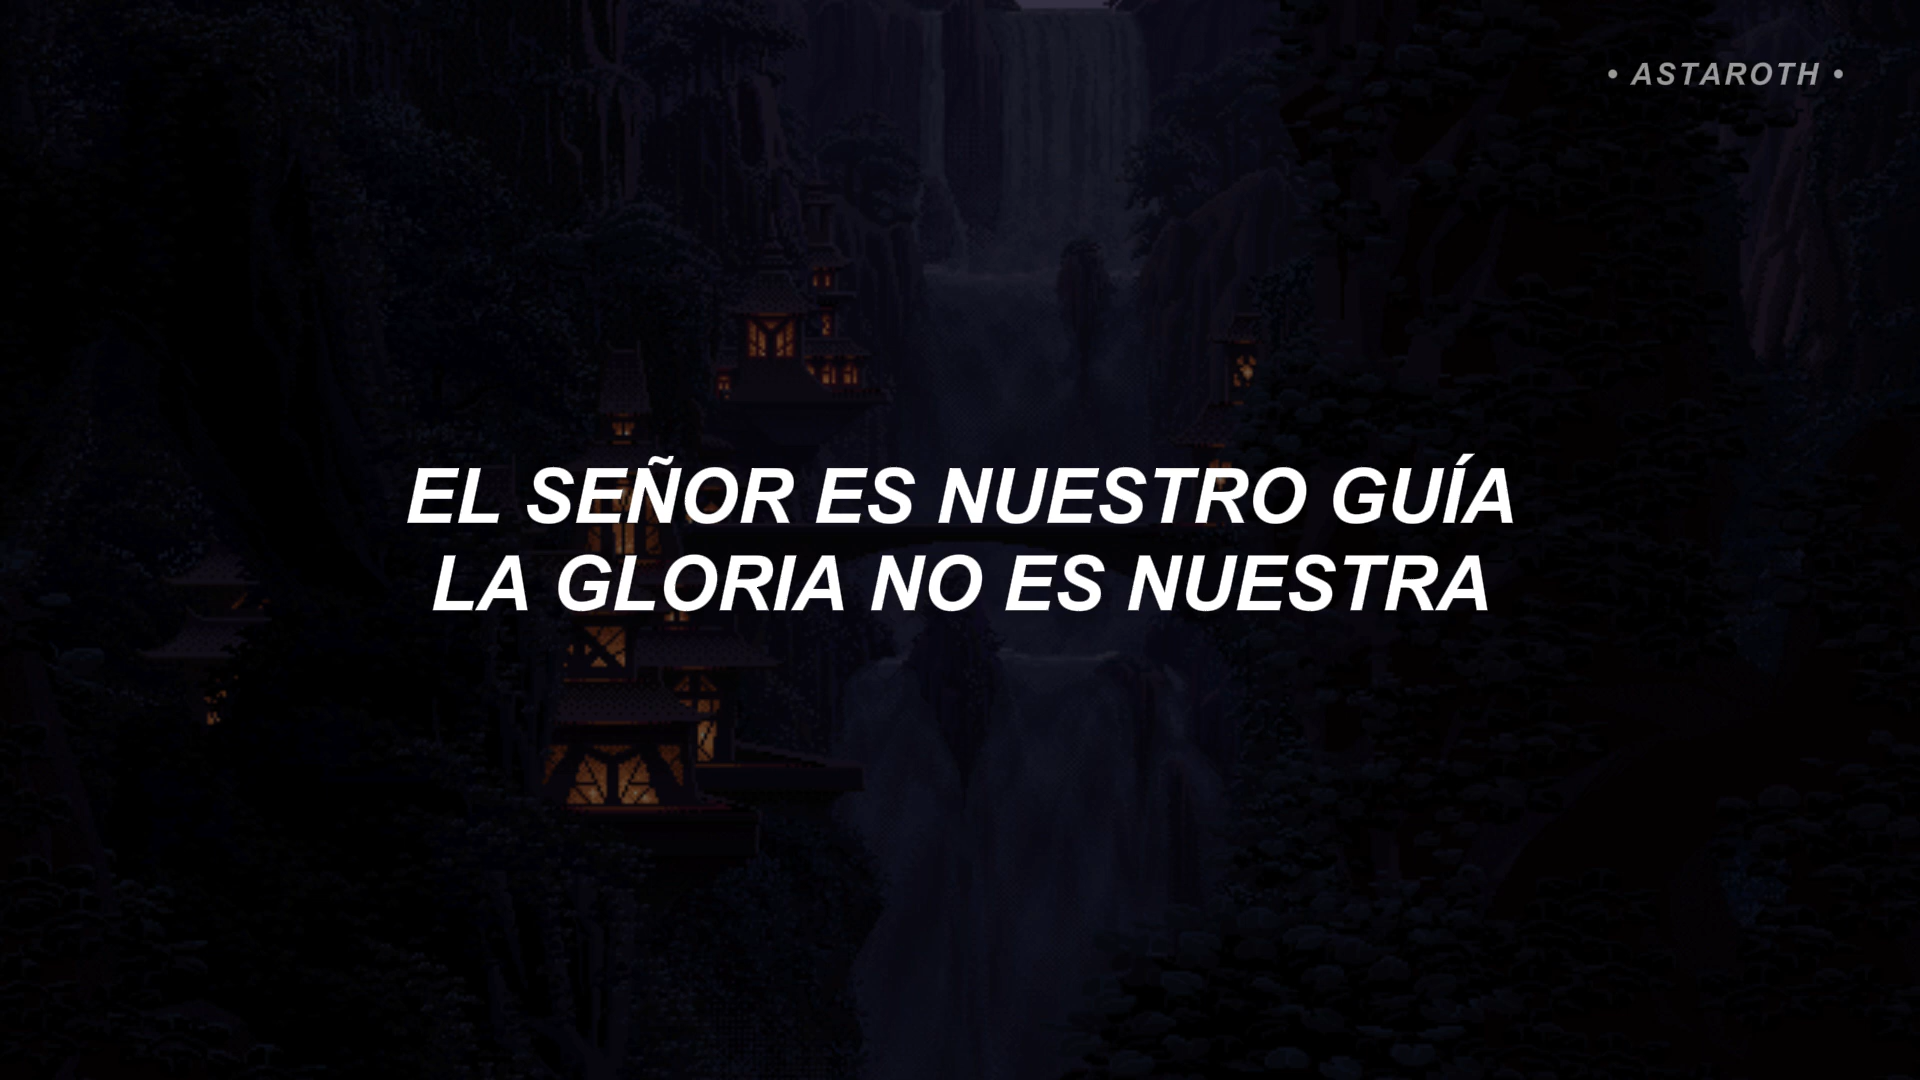 • ASTAROTH •
EL SEÑOR ES NUESTRO GUÍA
LA GLORIA NO ES NUESTRA